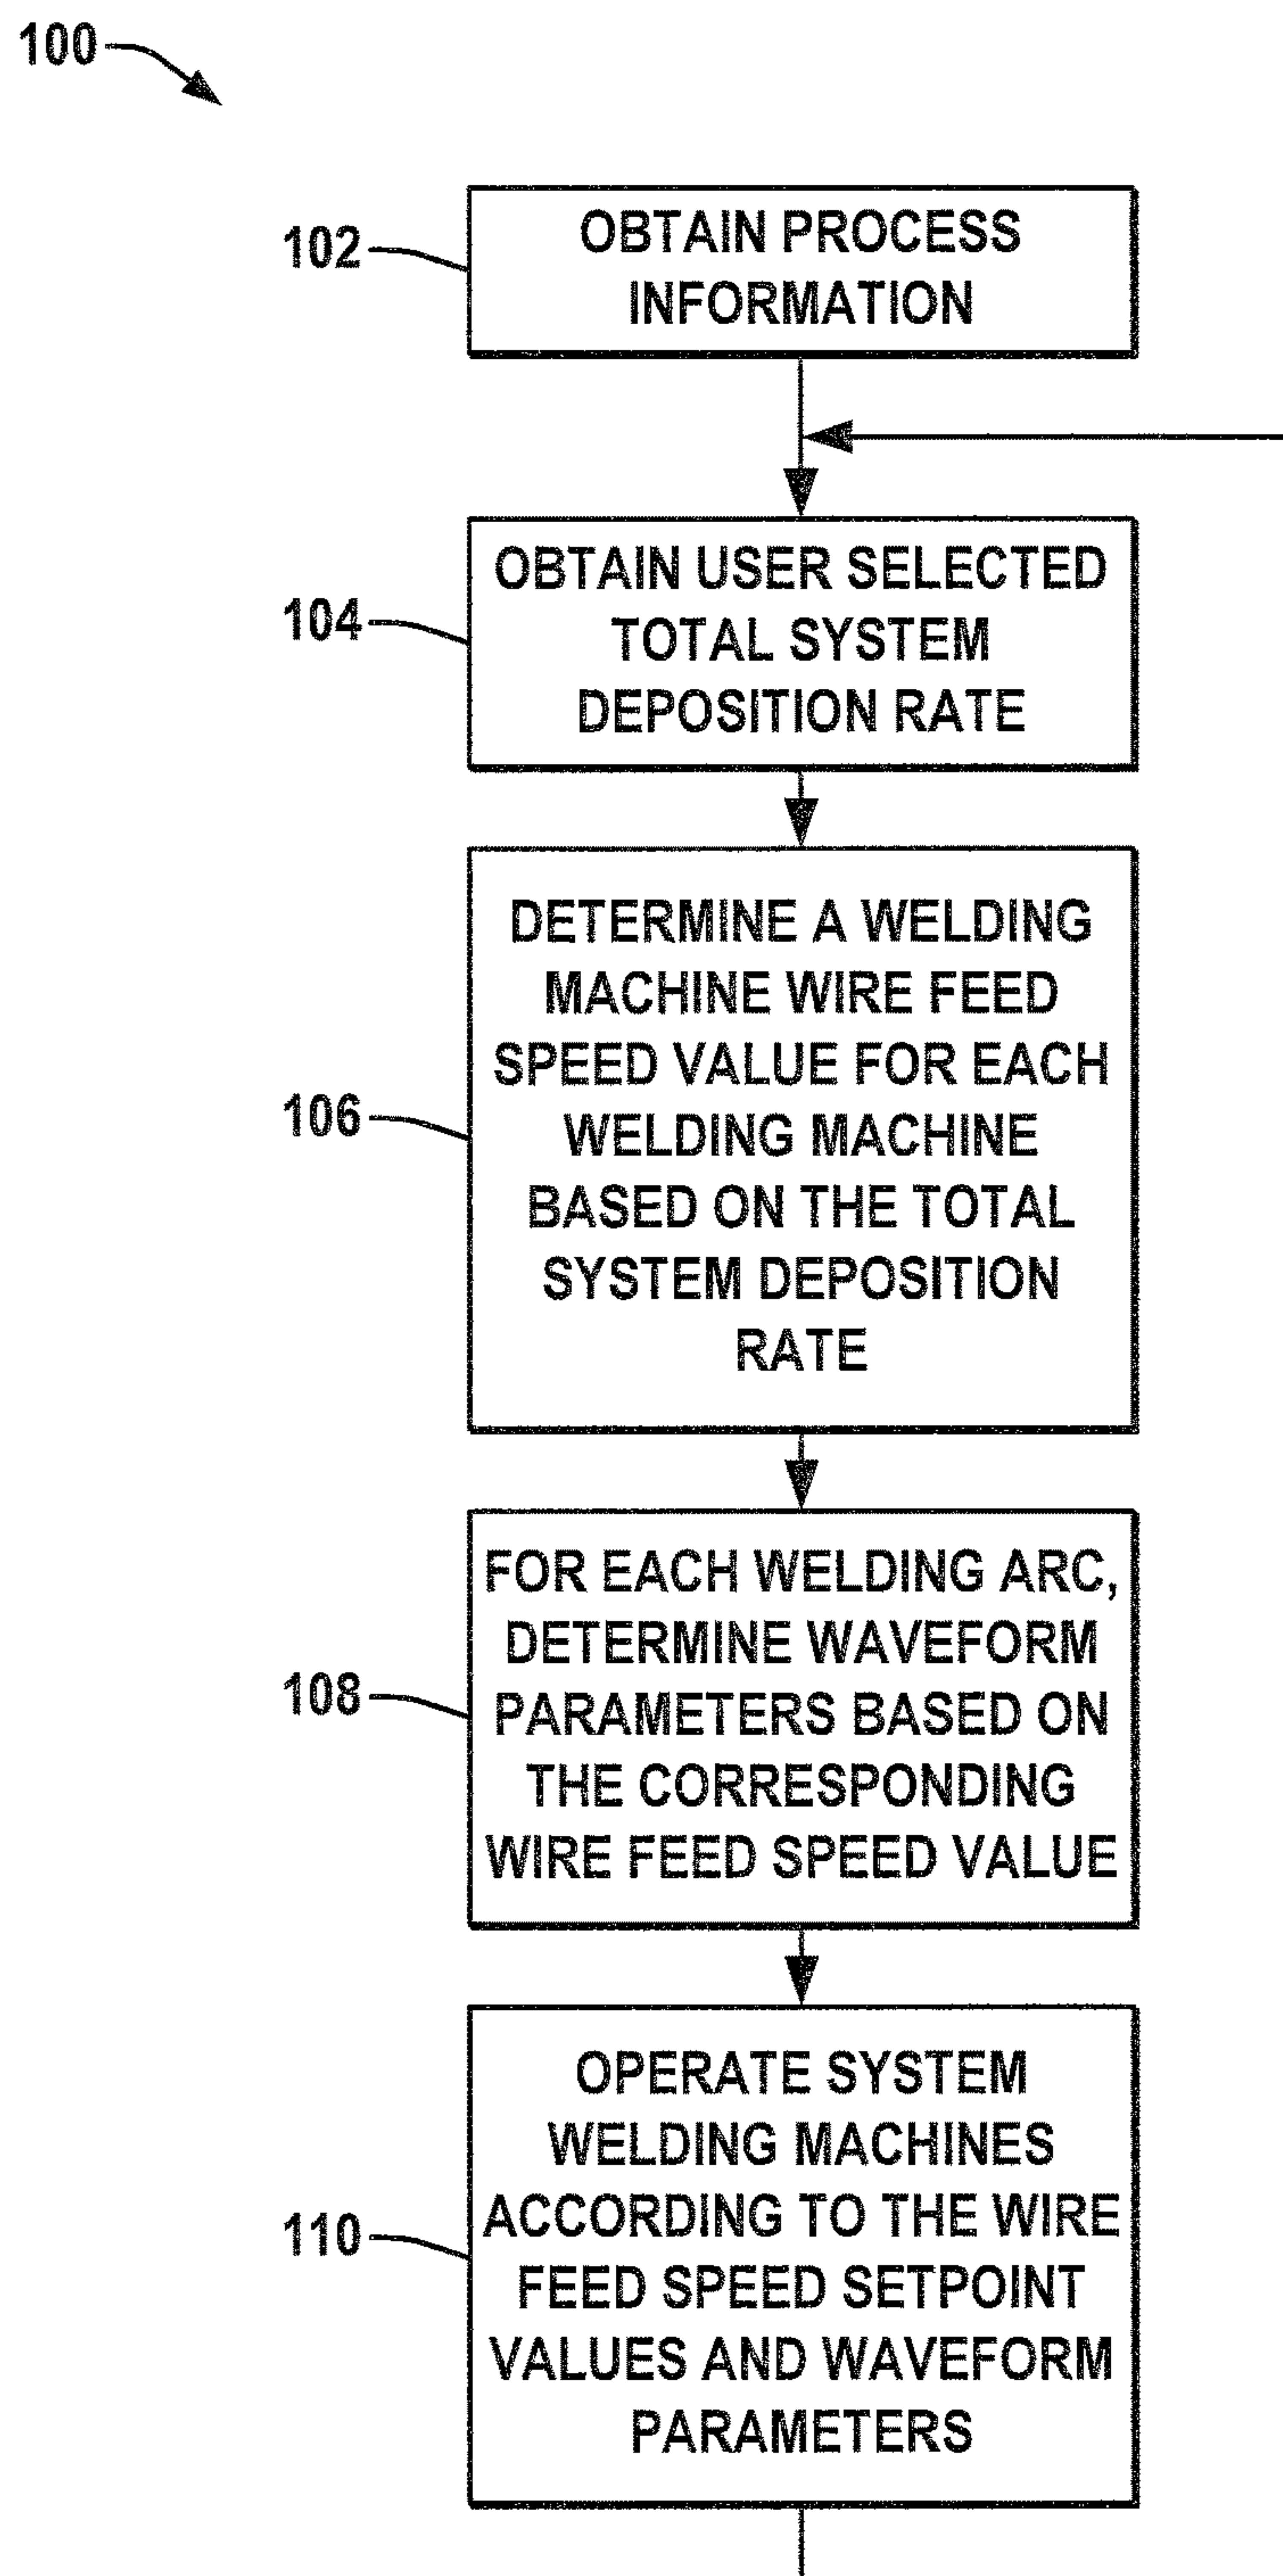 100
102
OBTAIN PROCESS
INFORMATION
104
OBTAIN USER SELECTED
TOTAL SYSTEM
DEPOSITION RATE
106
DETERMINE A WELDING
MACHINE WIRE FEED
SPEED VALUE FOR EACH
WELDING MACHINE
BASED ON THE TOTAL
SYSTEM DEPOSITION
RATE
108
FOR EACH WELDING ARC,
DETERMINE WAVEFORM
PARAMETERS BASED ON
THE CORRESPONDING
WIRE FEED SPEED VALUE
110
OPERATE SYSTEM
WELDING MACHINES
ACCORDING TO THE WIRE
FEED SPEED SETPOINT
VALUES AND WAVEFORM
PARAMETERS